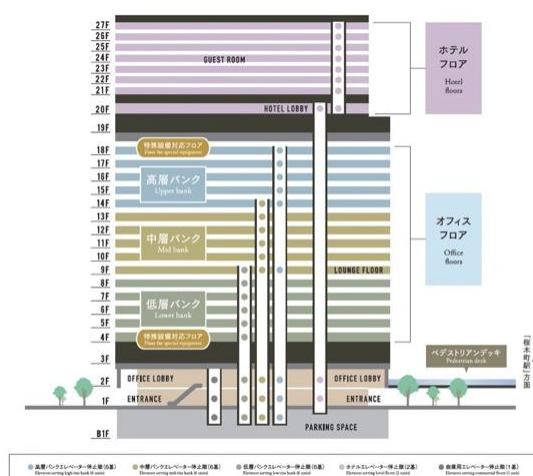 27F
26F
25F
24F
23F
22F
21F
20F
19F
18F
17F
16F
15F
14F
13F
12F
11F
10F
9F
8F
7F
6F
5F
4F
3F
2F
1F
B1F
GUEST ROOM
HOTEL LOBBY
ホテル
フロア
Hotel
floors
特殊設備対応フロア
Floor for special equipment
高層バンク
Upper bank
中層バンク
Mid bank
LOUNGE FLOOR
低層バンク
Lower bank
特殊設備対応フロア
Floor for special equipment
オフィス
フロア
Office
floors
OFFICE LOBBY
OFFICE LOBBY
ENTRANCE
ENTRANCE
PARKING SPACE
ペデストリアンデッキ
Pedestrian deck
「桜木町駅」方面
高層バンクエレベーター停止階(6基)
中層バンクエレベーター停止階(6基)
低層バンクエレベーター停止階(6基)
ホテルエレベーター停止階(2基)